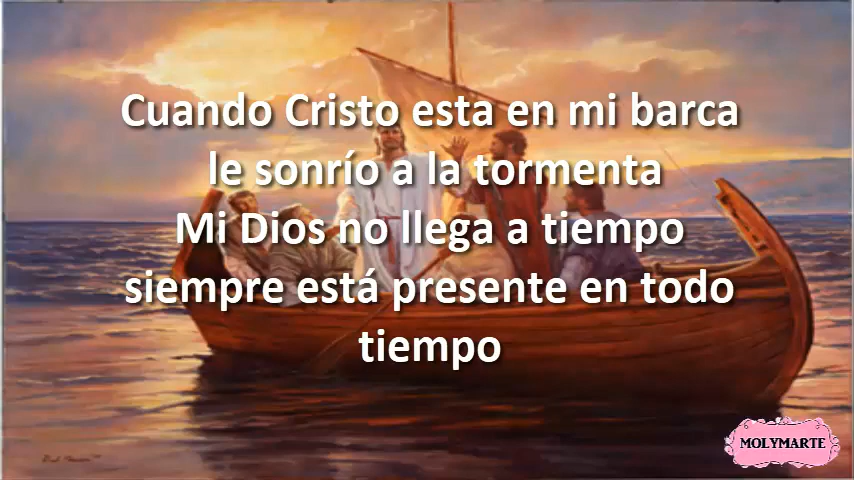 Cuando Cristo esta en mi barca
le sonrío a la tormenta
Mi Dios no llega a tiempo
siempre está presente en todo
tiempo
MOLYMARTE